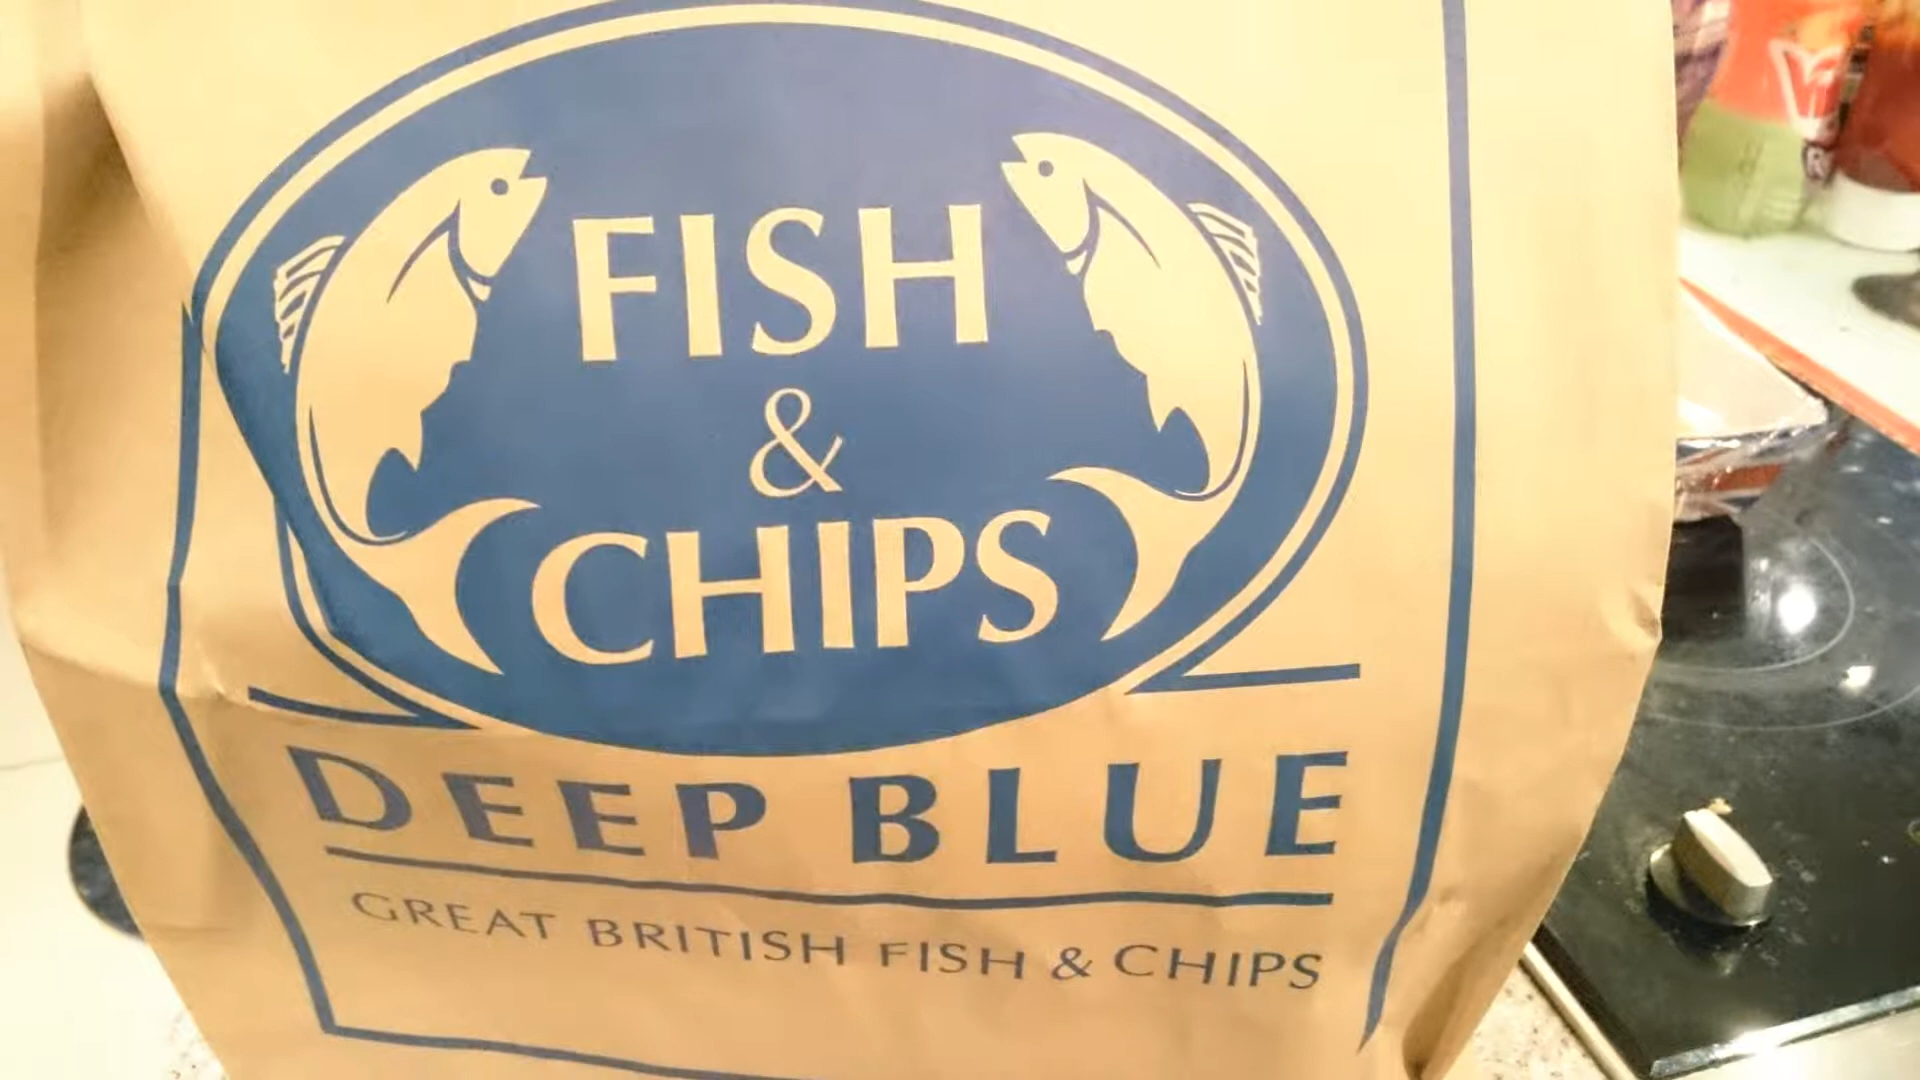 FISH
&
CHIPS
DEEP BLUE
GREAT BRITISH FISH & CHIPS